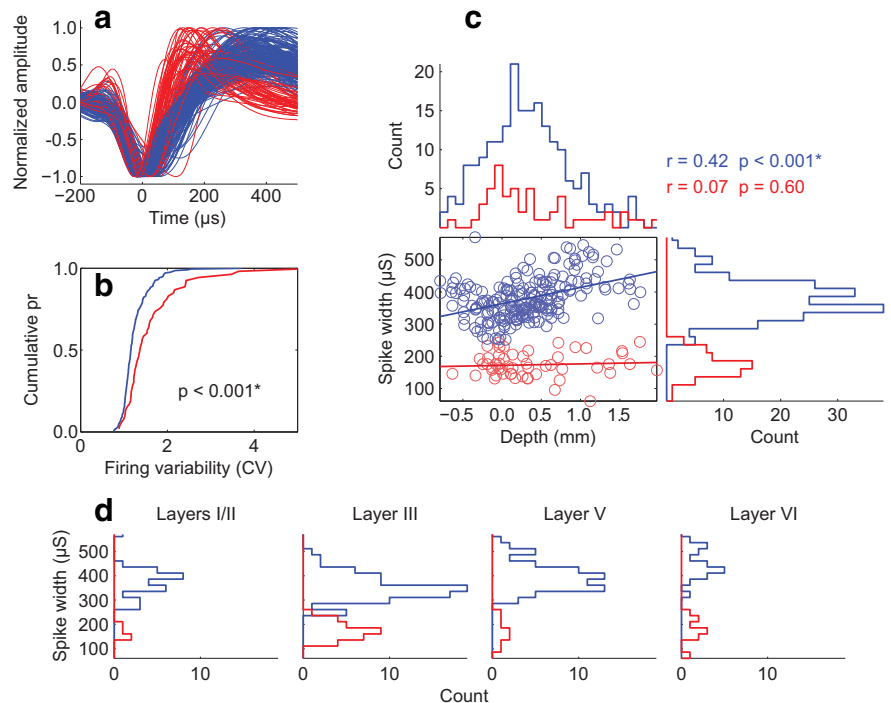 a
Normalized amplitude
1.0
0.5
0.0
−0.5
−1.0
−200
0
200
400
Time (µs)
b
Cumulative pr
1.0
0.5
0.0
p < 0.001*
0
2
4
Firing variability (CV)
c
Count
20
15
10
5
r = 0.42 p < 0.001*
r = 0.07 p = 0.60
Spike width (µS)
500
400
300
200
100
−0.5
0.0
0.5
1.0
1.5
Depth (mm)
10
20
30
Count
d
Layers I/II
Layer III
Layer V
Layer VI
Spike width (µS)
500
400
300
200
100
0
10
0
10
0
10
0
10
Count